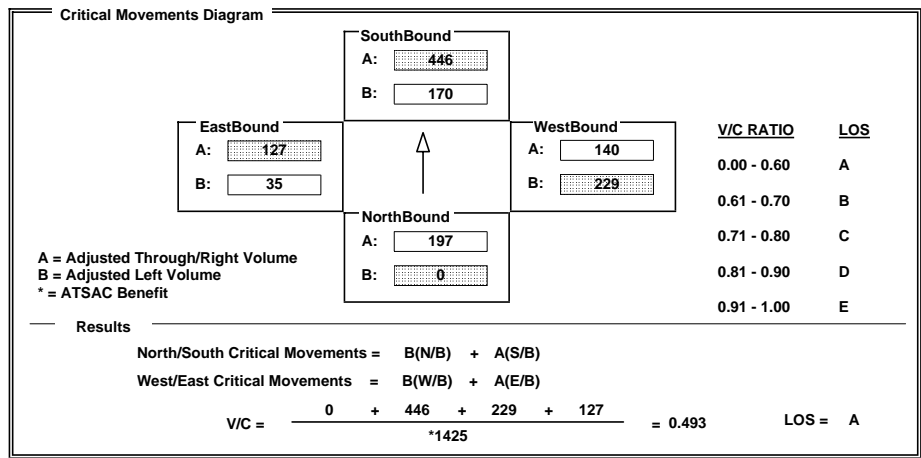 Critical Movements Diagram
SouthBound
A: 446
B: 170
EastBound
A: 127
B: 35
WestBound
A: 140
B: 229
NorthBound
A: 197
B: 0
V/C RATIO LOS
0.00 - 0.60 A
0.61 - 0.70 B
0.71 - 0.80 C
0.81 - 0.90 D
0.91 - 1.00 E
A = Adjusted Through/Right Volume
B = Adjusted Left Volume
* = ATSAC Benefit
Results
North/South Critical Movements = B(N/B) + A(S/B)
West/East Critical Movements = B(W/B) + A(E/B)
V/C = 0 + 446 + 229 + 127 = 0.493 LOS = A
*1425